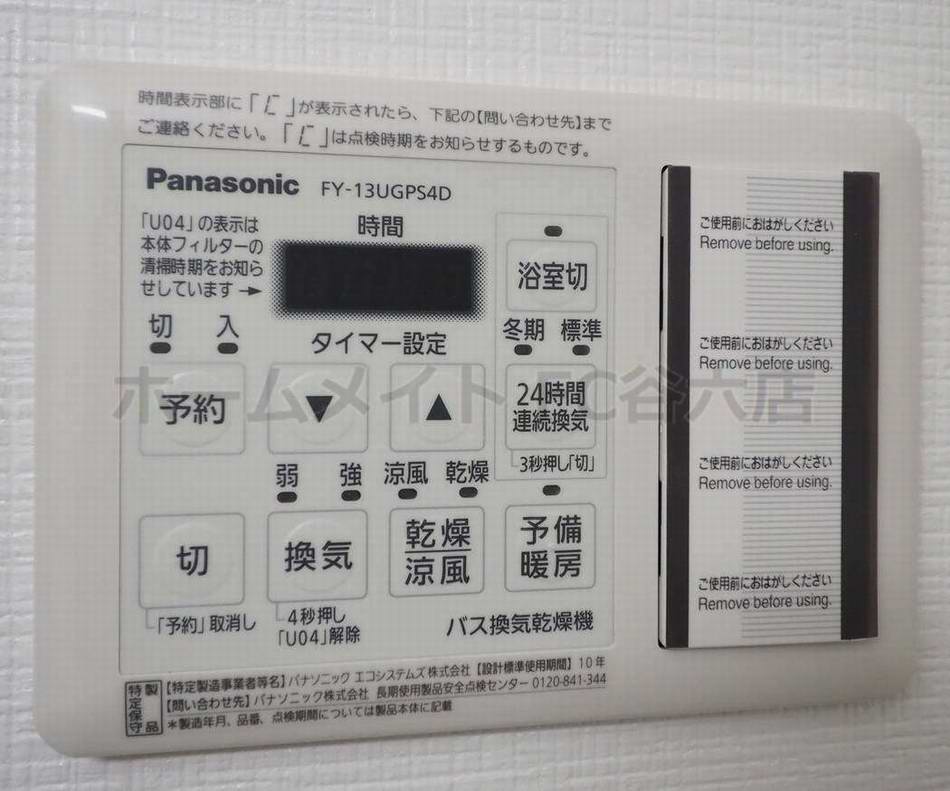 時間表示部に「[」が表示されたら、下記の【問い合わせ先】まで
ご連絡ください。「[」は点検時期をお知らせするものです。
Panasonic FY-13UGPS4D
「U04」の表示は
本体フィルターの
清掃時期をお知ら
せしています→
時間
浴室切
切 入
タイマー設定
冬期 標準
予約
▼
▲
24時間
連続換気
3秒押し「切」
弱 強 涼風 乾燥
切
換気
乾燥
涼風
予備
暖房
「予約」取消し
4秒押し
「U04」解除
バス換気乾燥機
特定保守製品
【特定製造事業者等名】パナソニック エコシステムズ株式会社【設計標準使用期間】10年
【問い合わせ先】パナソニック株式会社 長期使用製品安全点検センター 0120-841-344
＊製造年月、品番、点検期間については製品本体に記載
ご使用前におはがしください
Remove before using.
ご使用前におはがしください
Remove before using.
ご使用前におはがしください
Remove before using.
ご使用前におはがしください
Remove before using.
ホームメイトFC谷六店